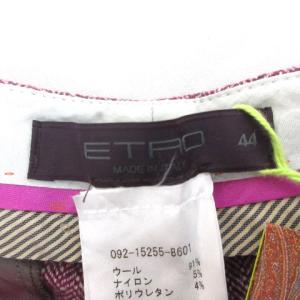 ETRO
MADE IN ITALY
44
092-15255-8601
ウール 91%
ナイロン 5%
ポリウレタン 4%